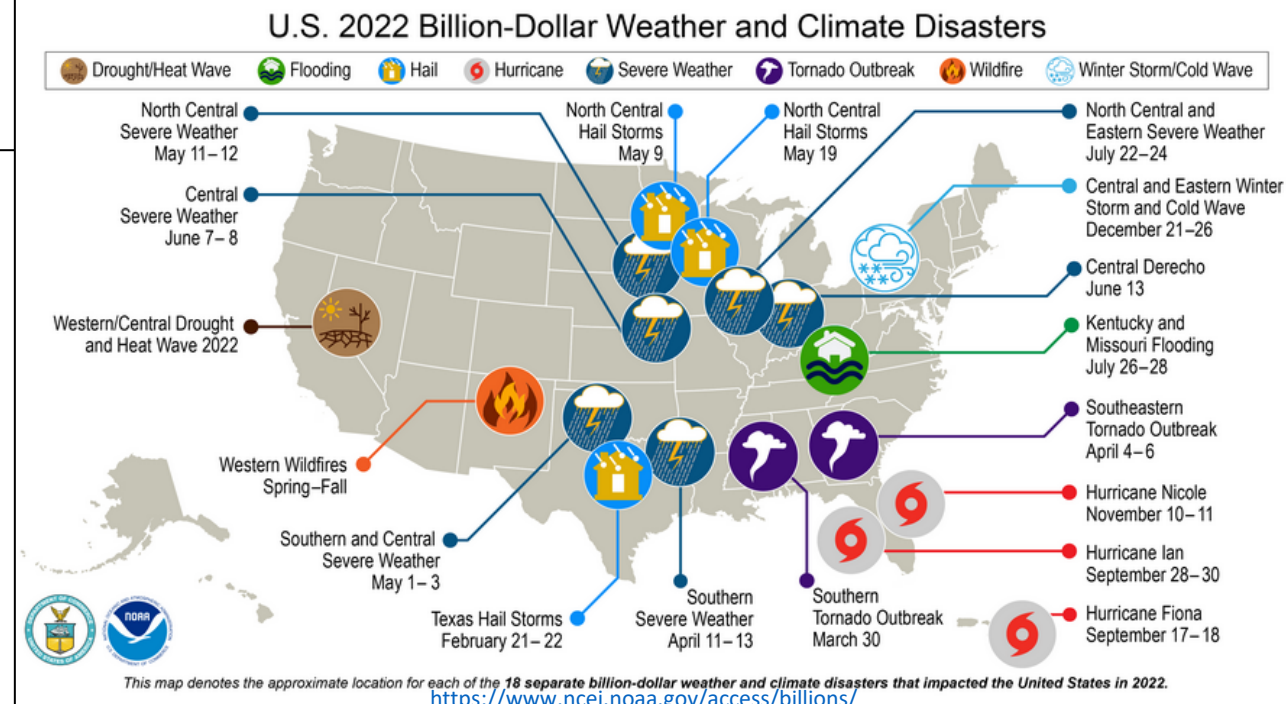 U.S. 2022 Billion-Dollar Weather and Climate Disasters
Drought/Heat Wave
Flooding
Hail
Hurricane
Severe Weather
Tornado Outbreak
Wildfire
Winter Storm/Cold Wave
North Central
Severe Weather
May 11–12
North Central
Hail Storms
May 9
North Central
Hail Storms
May 19
North Central and
Eastern Severe Weather
July 22–24
Central
Severe Weather
June 7–8
Central and Eastern Winter
Storm and Cold Wave
December 21–26
Central Derecho
June 13
Western/Central Drought
and Heat Wave 2022
Kentucky and
Missouri Flooding
July 26–28
Southeastern
Tornado Outbreak
April 4–6
Western Wildfires
Spring–Fall
Hurricane Nicole
November 10–11
Southern and Central
Severe Weather
May 1–3
Hurricane Ian
September 28–30
Texas Hail Storms
February 21–22
Southern
Severe Weather
April 11–13
Southern
Tornado Outbreak
March 30
Hurricane Fiona
September 17–18
NOAA
This map denotes the approximate location for each of the 18 separate billion-dollar weather and climate disasters that impacted the United States in 2022.
https://www.ncei.noaa.gov/access/billions/